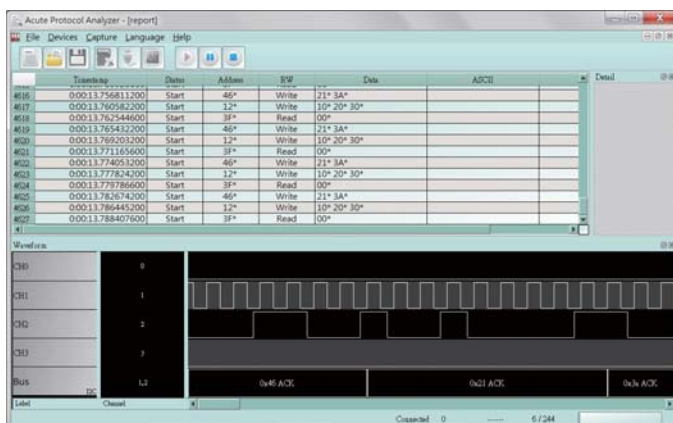 Acute Protocol Analyzer - [report]
File Devices Capture Language Help
Timestamp Status Address RW Data ASCII Detail
4616 0:00:13.756811200 Start 46* Write 21* 3A*
4617 0:00:13.760582200 Start 12* Write 10* 20* 30*
4618 0:00:13.762544600 Start 3F* Read 00*
4619 0:00:13.765432200 Start 46* Write 21* 3A*
4620 0:00:13.769203200 Start 12* Write 10* 20* 30*
4621 0:00:13.771165600 Start 3F* Read 00*
4622 0:00:13.774053200 Start 46* Write 21* 3A*
4623 0:00:13.777824200 Start 12* Write 10* 20* 30*
4624 0:00:13.779786600 Start 3F* Read 00*
4625 0:00:13.782674200 Start 46* Write 21* 3A*
4626 0:00:13.786445200 Start 12* Write 10* 20* 30*
4627 0:00:13.788407600 Start 3F* Read 00*
Waveform
CH0 0
CH1 1
CH2 2
CH3 3
Bus I2C 1,2 0x46 ACK 0x21 ACK 0x3a ACK
Label Channel
Connected 0 ------ 6 / 244